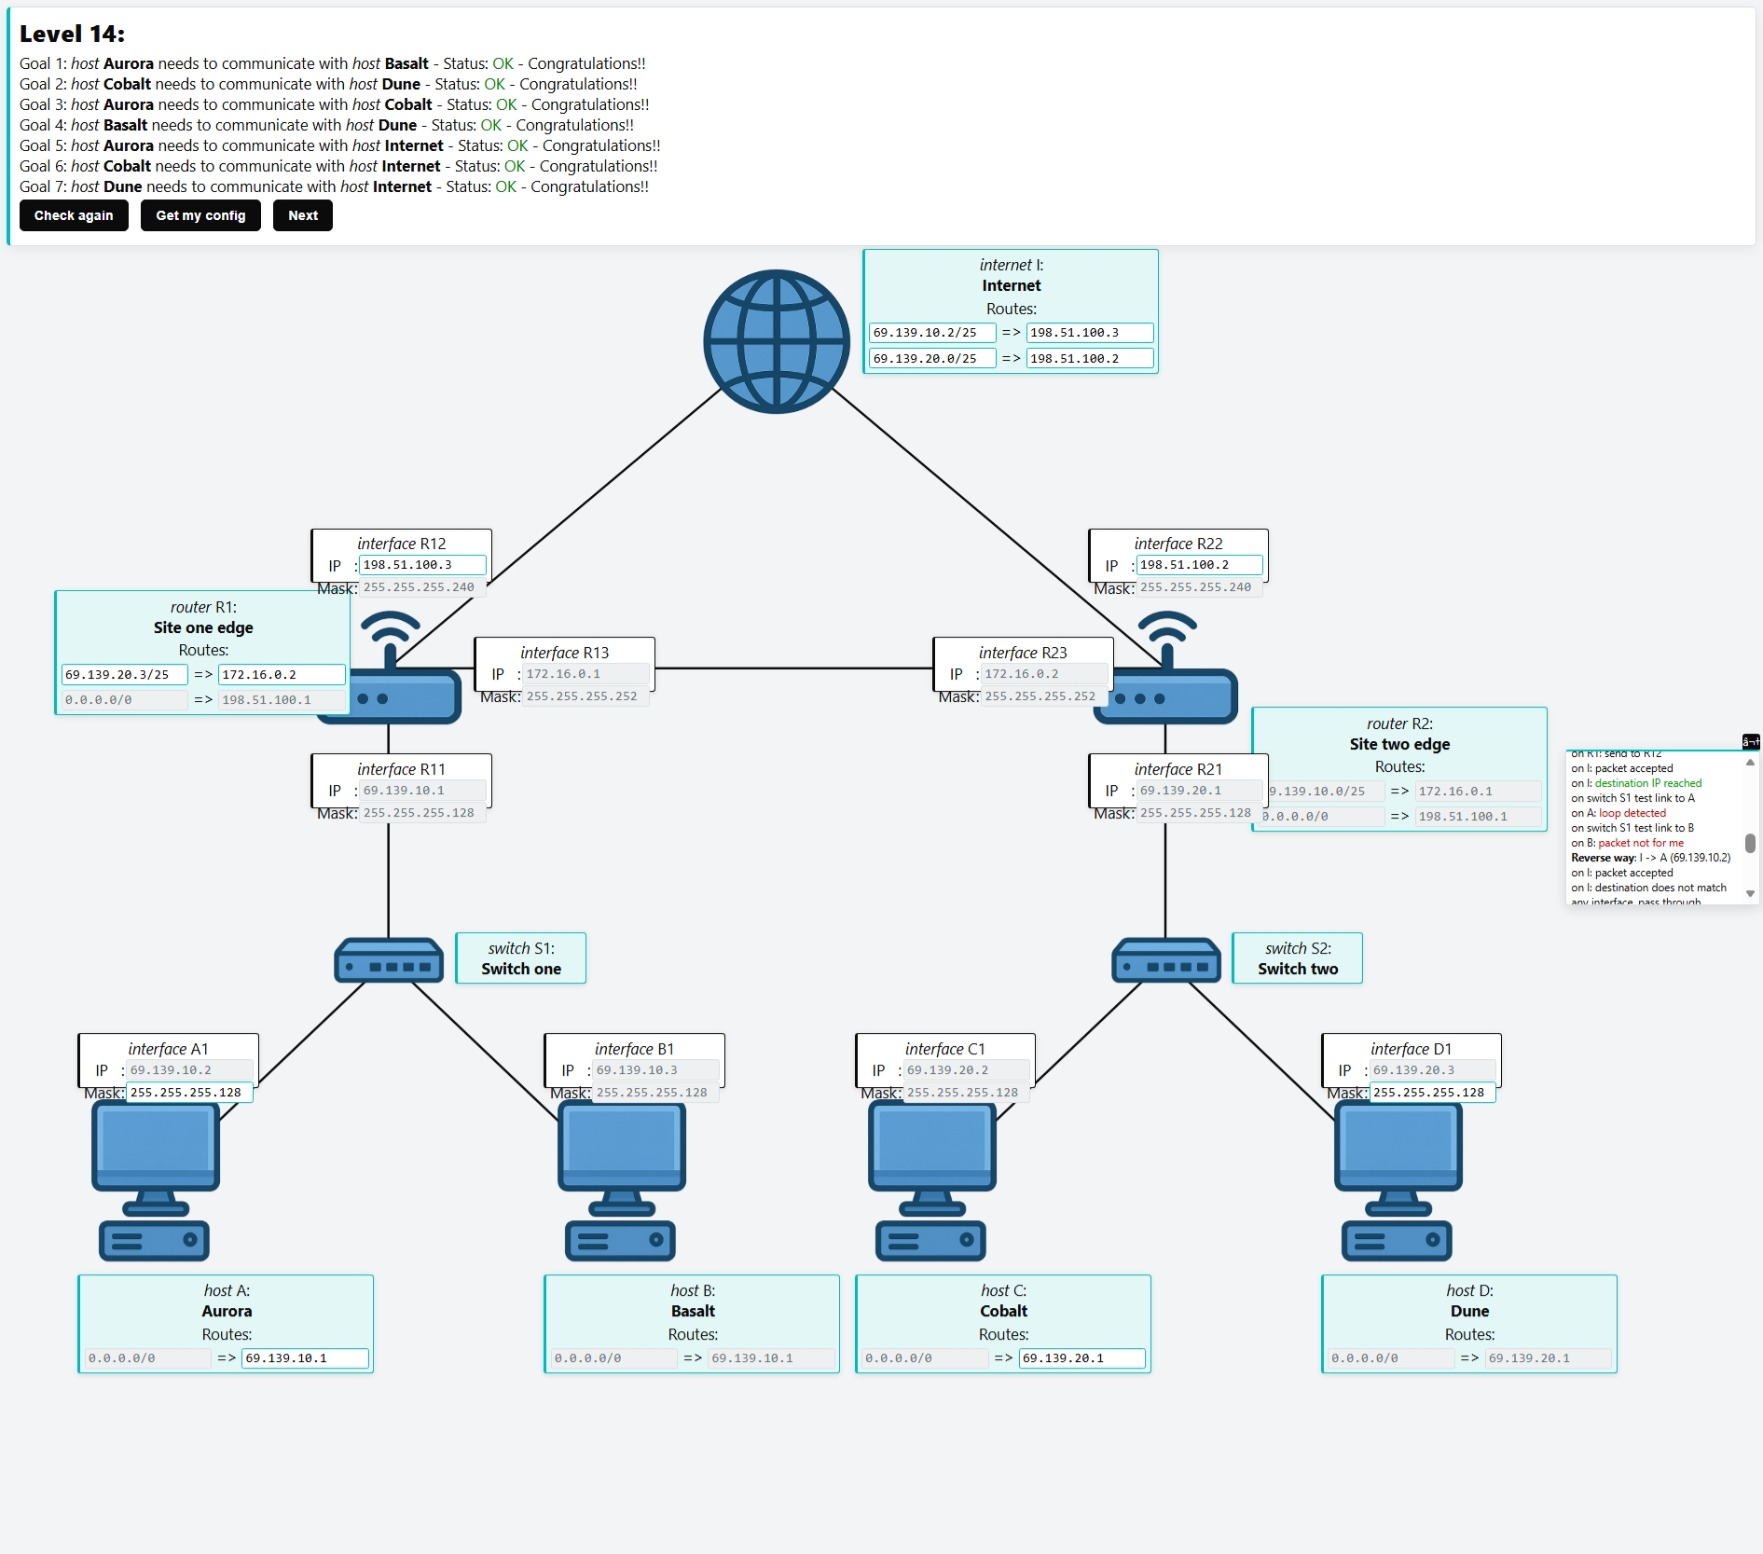 Level 14:
Goal 1: host Aurora needs to communicate with host Basalt - Status: OK - Congratulations!!
Goal 2: host Cobalt needs to communicate with host Dune - Status: OK - Congratulations!!
Goal 3: host Aurora needs to communicate with host Cobalt - Status: OK - Congratulations!!
Goal 4: host Basalt needs to communicate with host Dune - Status: OK - Congratulations!!
Goal 5: host Aurora needs to communicate with host Internet - Status: OK - Congratulations!!
Goal 6: host Cobalt needs to communicate with host Internet - Status: OK - Congratulations!!
Goal 7: host Dune needs to communicate with host Internet - Status: OK - Congratulations!!
Check again Get my config Next
internet I:
Internet
Routes:
69.139.10.2/25 => 198.51.100.3
69.139.20.0/25 => 198.51.100.2
interface R12
IP : 198.51.100.3
Mask: 255.255.255.240
interface R22
IP : 198.51.100.2
Mask: 255.255.255.240
router R1:
Site one edge
Routes:
69.139.20.3/25 => 172.16.0.2
0.0.0.0/0 => 198.51.100.1
interface R13
IP : 172.16.0.1
Mask: 255.255.255.252
interface R23
IP : 172.16.0.2
Mask: 255.255.255.252
router R2:
Site two edge
Routes:
9.139.10.0/25 => 172.16.0.1
0.0.0.0/0 => 198.51.100.1
interface R11
IP : 69.139.10.1
Mask: 255.255.255.128
interface R21
IP : 69.139.20.1
Mask: 255.255.255.128
on R1: send to R12
on I: packet accepted
on I: destination IP reached
on switch S1 test link to A
on A: loop detected
on switch S1 test link to B
on B: packet not for me
Reverse way: I -> A (69.139.10.2)
on I: packet accepted
on I: destination does not match
any interface, pass through
switch S1:
Switch one
switch S2:
Switch two
interface A1
IP : 69.139.10.2
Mask: 255.255.255.128
interface B1
IP : 69.139.10.3
Mask: 255.255.255.128
interface C1
IP : 69.139.20.2
Mask: 255.255.255.128
interface D1
IP : 69.139.20.3
Mask: 255.255.255.128
host A:
Aurora
Routes:
0.0.0.0/0 => 69.139.10.1
host B:
Basalt
Routes:
0.0.0.0/0 => 69.139.10.1
host C:
Cobalt
Routes:
0.0.0.0/0 => 69.139.20.1
host D:
Dune
Routes:
0.0.0.0/0 => 69.139.20.1